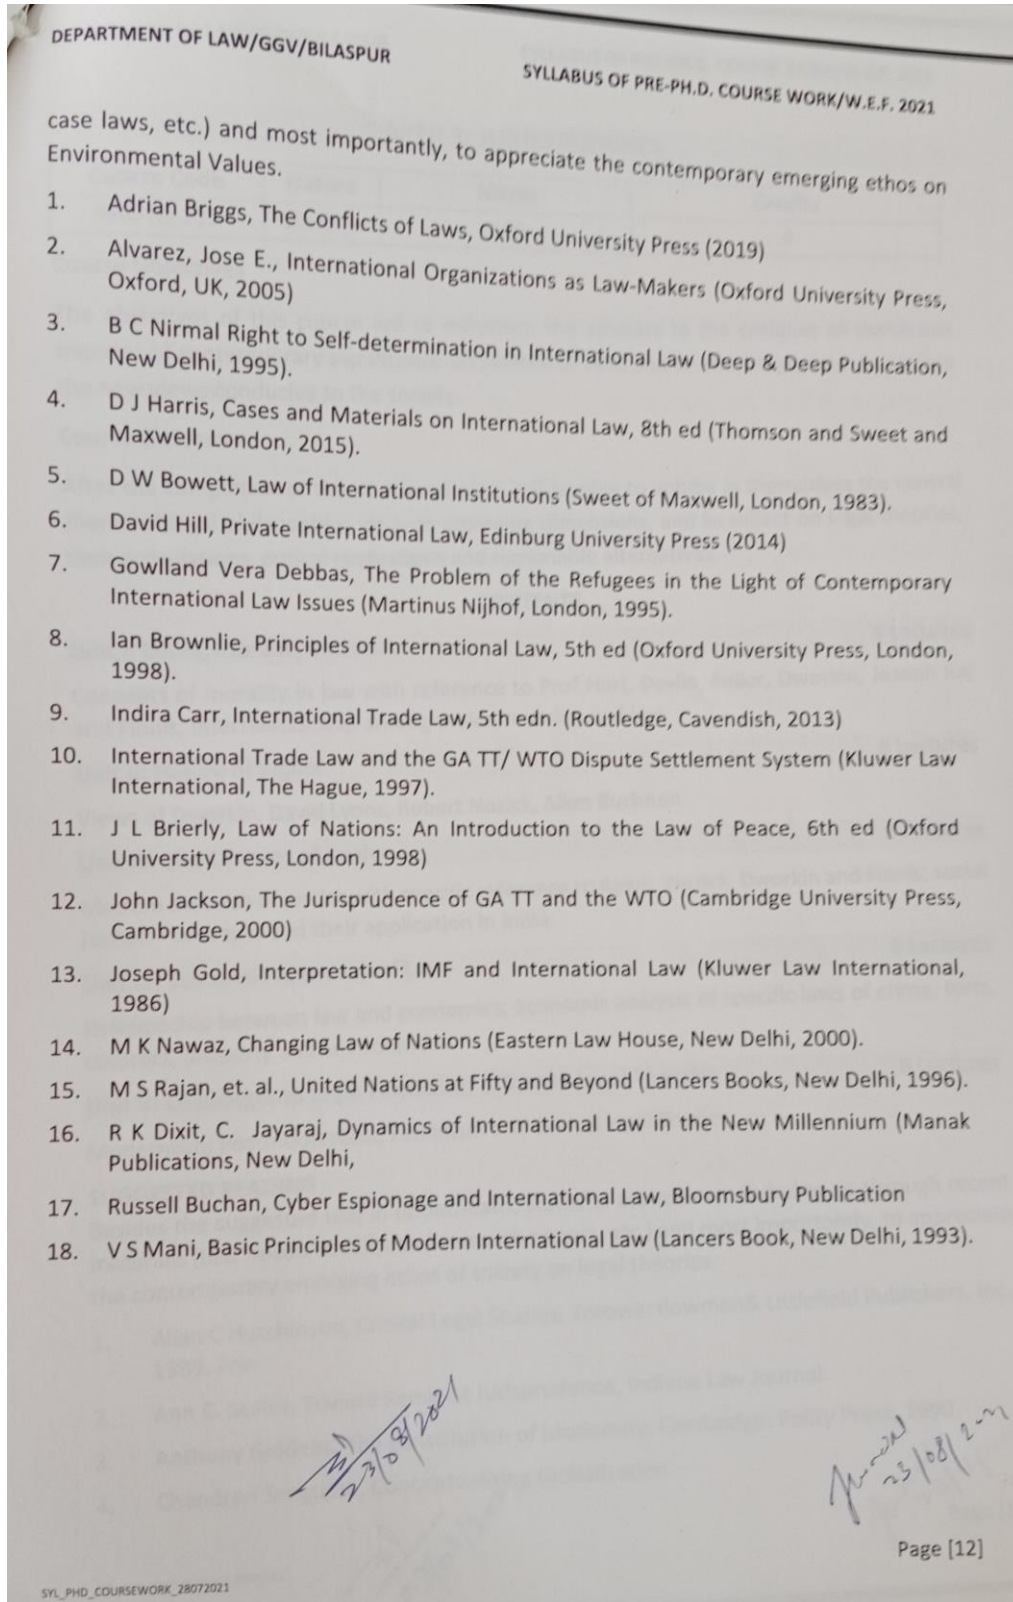 DEPARTMENT OF LAW/GGV/BILASPUR
SYLLABUS OF PRE-PH.D. COURSE WORK/W.E.F. 2021
case laws, etc.) and most importantly, to appreciate the contemporary emerging ethos on
Environmental Values.
1. Adrian Briggs, The Conflicts of Laws, Oxford University Press (2019)
2. Alvarez, Jose E., International Organizations as Law-Makers (Oxford University Press,
Oxford, UK, 2005)
3. B C Nirmal Right to Self-determination in International Law (Deep & Deep Publication,
New Delhi, 1995).
4. D J Harris, Cases and Materials on International Law, 8th ed (Thomson and Sweet and
Maxwell, London, 2015).
5. D W Bowett, Law of International Institutions (Sweet of Maxwell, London, 1983).
6. David Hill, Private International Law, Edinburg University Press (2014)
7. Gowlland Vera Debbas, The Problem of the Refugees in the Light of Contemporary
International Law Issues (Martinus Nijhof, London, 1995).
8. Ian Brownlie, Principles of International Law, 5th ed (Oxford University Press, London,
1998).
9. Indira Carr, International Trade Law, 5th edn. (Routledge, Cavendish, 2013)
10. International Trade Law and the GA TT/ WTO Dispute Settlement System (Kluwer Law
International, The Hague, 1997).
11. J L Brierly, Law of Nations: An Introduction to the Law of Peace, 6th ed (Oxford
University Press, London, 1998)
12. John Jackson, The Jurisprudence of GA TT and the WTO (Cambridge University Press,
Cambridge, 2000)
13. Joseph Gold, Interpretation: IMF and International Law (Kluwer Law International,
1986)
14. M K Nawaz, Changing Law of Nations (Eastern Law House, New Delhi, 2000).
15. M S Rajan, et. al., United Nations at Fifty and Beyond (Lancers Books, New Delhi, 1996).
16. R K Dixit, C. Jayaraj, Dynamics of International Law in the New Millennium (Manak
Publications, New Delhi,
17. Russell Buchan, Cyber Espionage and International Law, Bloomsbury Publication
18. V S Mani, Basic Principles of Modern International Law (Lancers Book, New Delhi, 1993).
23/08/2021
23/08/
Page [12]
SYL_PHD_COURSEWORK_28072021